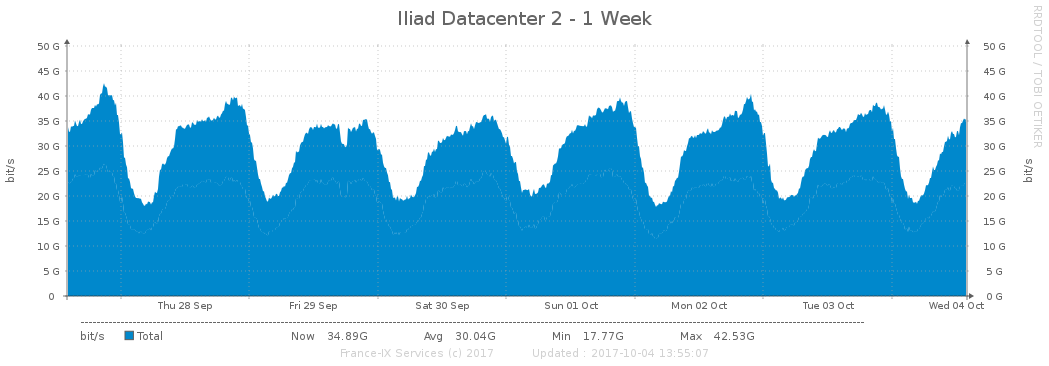 Iliad Datacenter 2 - 1 Week
RRDTOOL / TOBI OETIKER
50 G 50 G
45 G 45 G
40 G 40 G
35 G 35 G
30 G 30 G
25 G 25 G
20 G 20 G
15 G 15 G
10 G 10 G
5 G 5 G
0 0 G
bit/s bit/s
Thu 28 Sep Fri 29 Sep Sat 30 Sep Sun 01 Oct Mon 02 Oct Tue 03 Oct Wed 04 Oct
bit/s Total Now 34.89G Avg 30.04G Min 17.77G Max 42.53G
France-IX Services (c) 2017 Updated : 2017-10-04 13:55:07